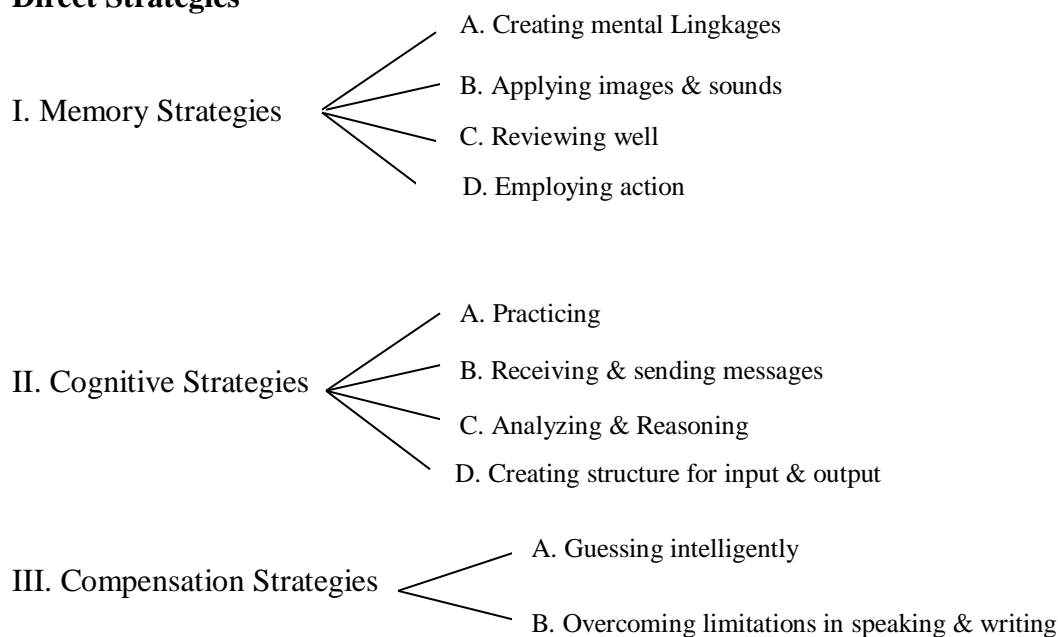 Direct Strategies
I. Memory Strategies
A. Creating mental Lingkages
B. Applying images & sounds
C. Reviewing well
D. Employing action
II. Cognitive Strategies
A. Practicing
B. Receiving & sending messages
C. Analyzing & Reasoning
D. Creating structure for input & output
III. Compensation Strategies
A. Guessing intelligently
B. Overcoming limitations in speaking & writing